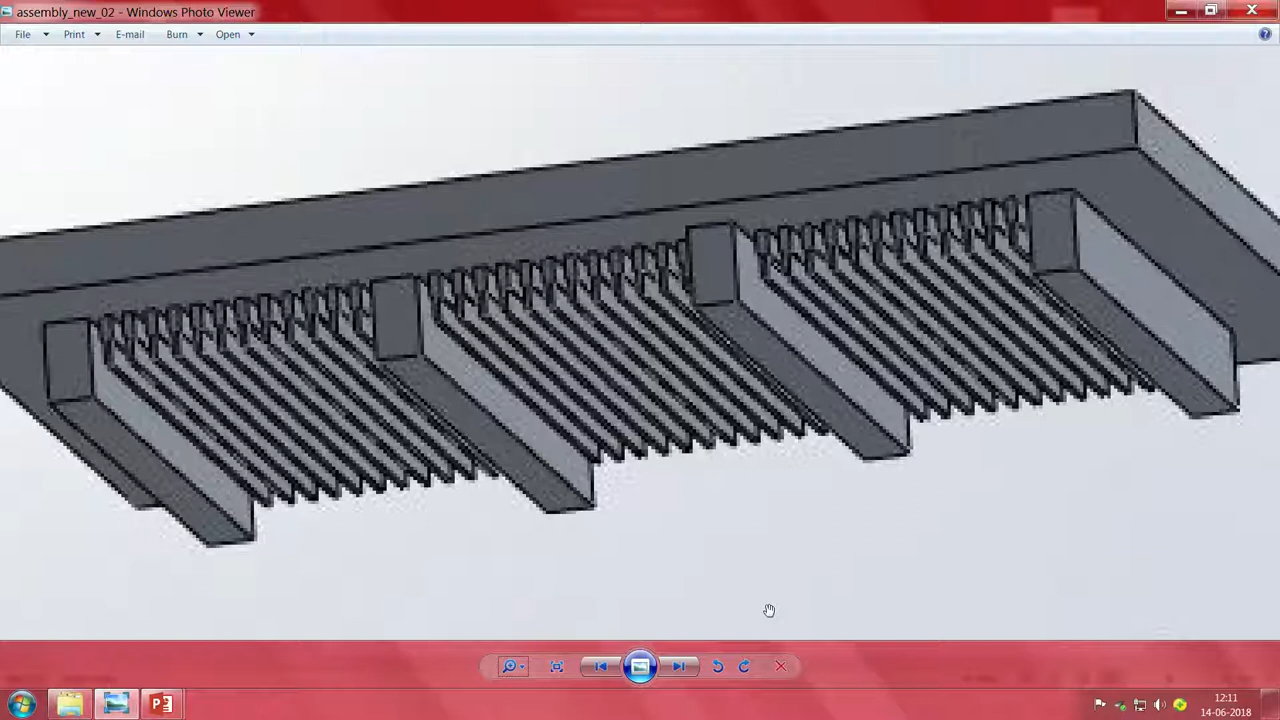 assembly_new_02 - Windows Photo Viewer
File Print E-mail Burn Open
12:11
14-06-2018